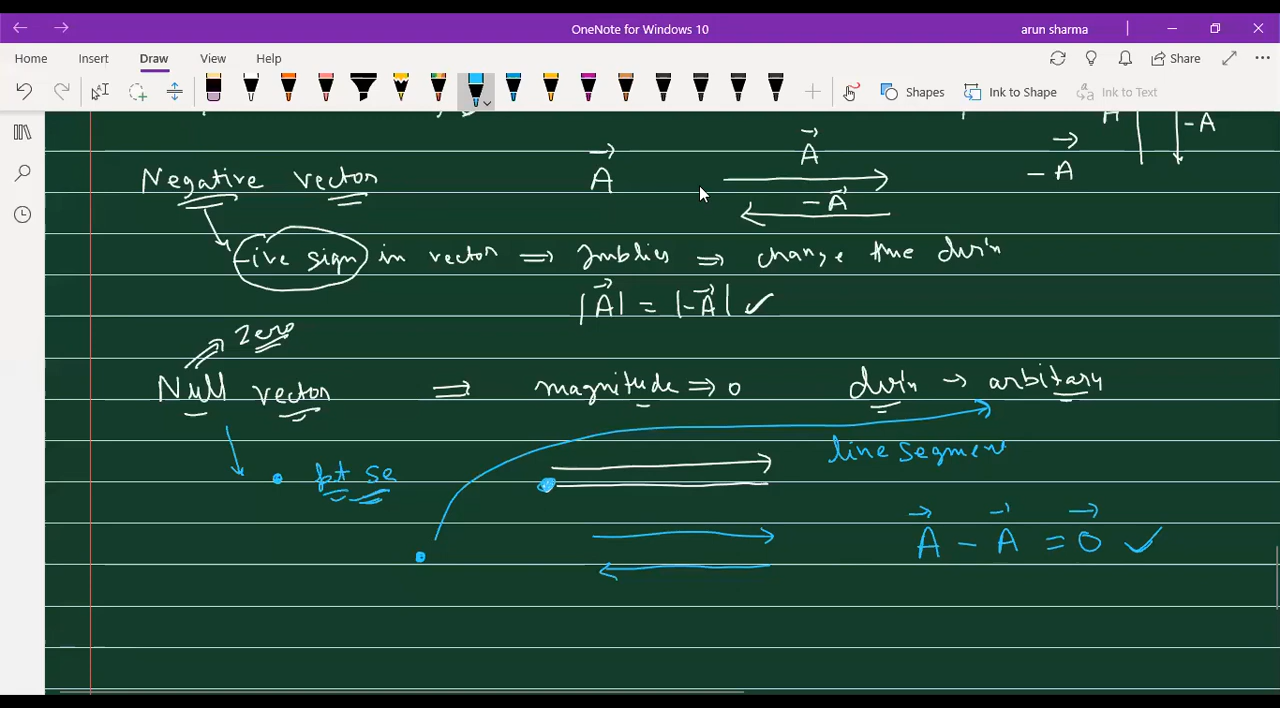 OneNote for Windows 10
arun sharma
Home Insert Draw View Help
Share
Shapes
Ink to Shape
Ink to Text
A -A
Negative vector
A
A
-A
-A
-ive sign in vector ⇒ Implies ⇒ change the dirn
|A| = |-A| ✓
Zero
Null vector ⇒ magnitude ⇒ 0 dirn → arbitary
line segment
• pt se
A - A = 0 ✓